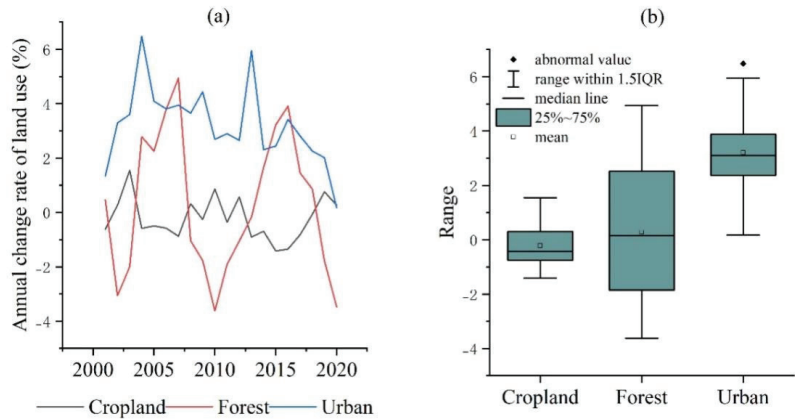 (a)
Annual change rate of land use (%)
6
4
2
0
-2
-4
2000 2005 2010 2015 2020
Cropland Forest Urban
(b)
Range
6
4
2
0
-2
-4
abnormal value
range within 1.5IQR
median line
25%~75%
mean
Cropland Forest Urban